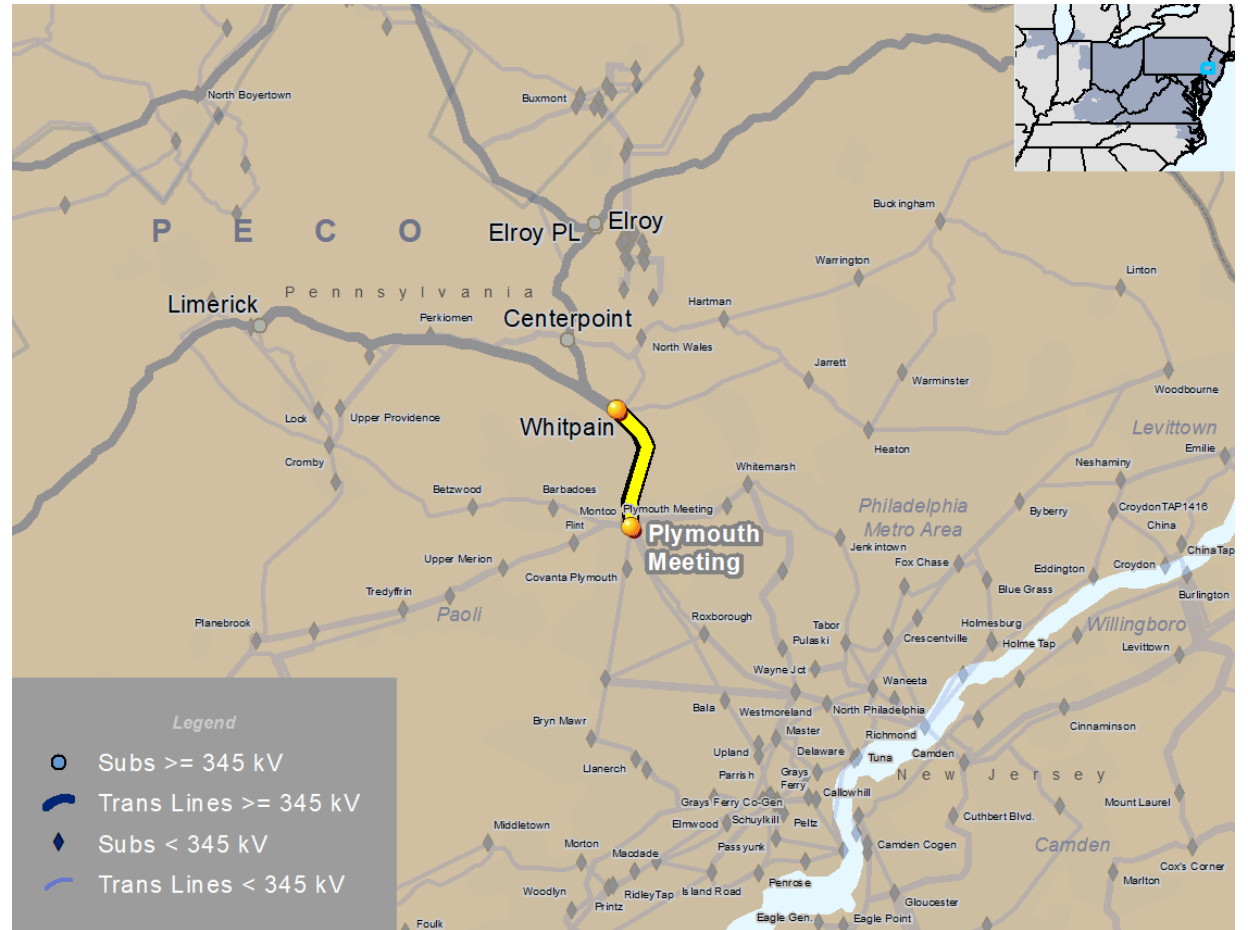 North Boyertown
Buxmont
Buckingham
P E C O
Elroy PL
Elroy
Warrington
Linton
Pennsylvania
Limerick
Perkiomen
Centerpoint
Hartman
North Wales
Jarrett
Warminster
Woodbourne
Look
Upper Providence
Whitpain
Levittown
Heaton
Emilie
Cromby
Whitemarsh
Neshaminy
Betzwood
Barbadoes
Montco
Plymouth Meeting
Philadelphia
Metro Area
Byberry
CroydonTAP1416
China
Flint
Plymouth
Meeting
Jenkintown
ChinaTap
Upper Merion
Covanta Plymouth
Fox Chase
Eddington
Croydon
Blue Grass
Burlington
Tredyffrin
Paoli
Planebrook
Roxborough
Tabor
Pulaski
Crescentville
Holmesburg
Holme Tap
Willingboro
Levittown
Wayne Jct
Waneeta
Bala
Westmoreland
North Philadelphia
Cinnaminson
Legend
Bryn Mawr
Master
Richmond
Upland
Delaware
Camden
Tuna
Subs >= 345 kV
Llanerch
Parrish
Grays
Ferry
New Jersey
Trans Lines >= 345 kV
Grays Ferry Co-Gen
Callowhill
Mount Laurel
Middletown
Elmwood
Schuylkill
Peltz
Cuthbert Blvd.
Subs < 345 kV
Morton
Macdade
Passyunk
Camden Cogen
Camden
Cox's Corner
Trans Lines < 345 kV
Woodlyn
RidleyTap
Island Road
Penrose
Marlton
Printz
Gloucester
Foulk
Eagle Gen.
Eagle Point